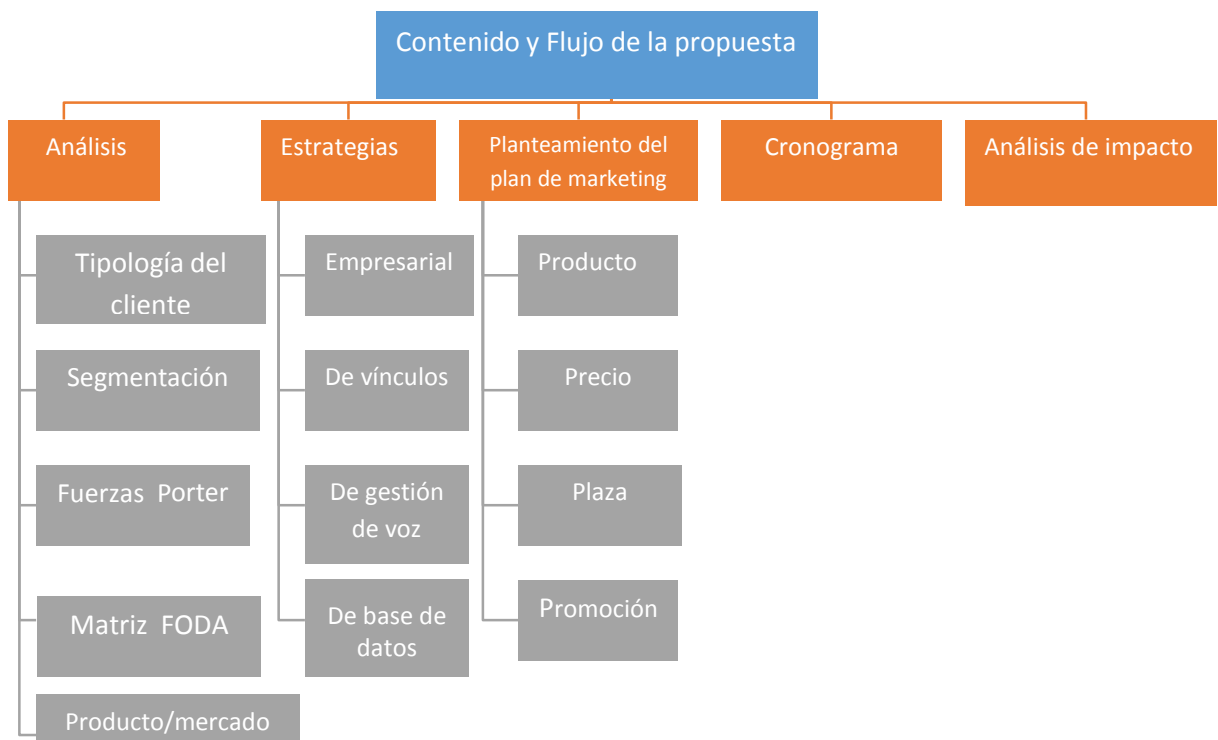 Contenido y Flujo de la propuesta
Análisis
Estrategias
Planteamiento del
plan de marketing
Cronograma
Análisis de impacto
Tipología del
cliente
Segmentación
Fuerzas Porter
Matriz FODA
Producto/mercado
Empresarial
De vínculos
De gestión
de voz
De base de
datos
Producto
Precio
Plaza
Promoción